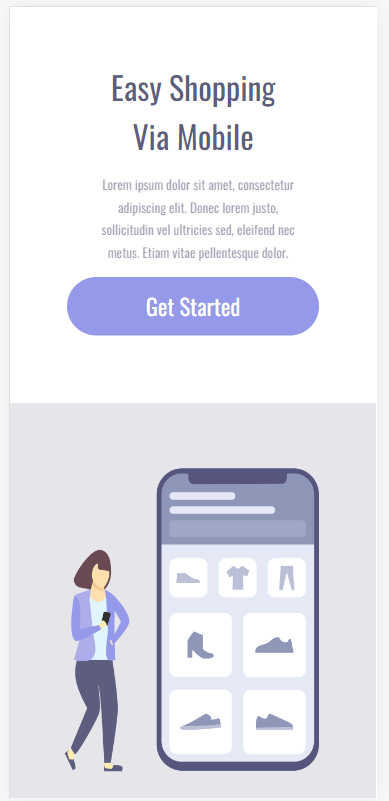 Easy Shopping
Via Mobile
Lorem ipsum dolor sit amet, consectetur
adipiscing elit. Donec lorem justo,
sollicitudin vel ultricies sed, eleifend nec
metus. Etiam vitae pellentesque dolor.
Get Started